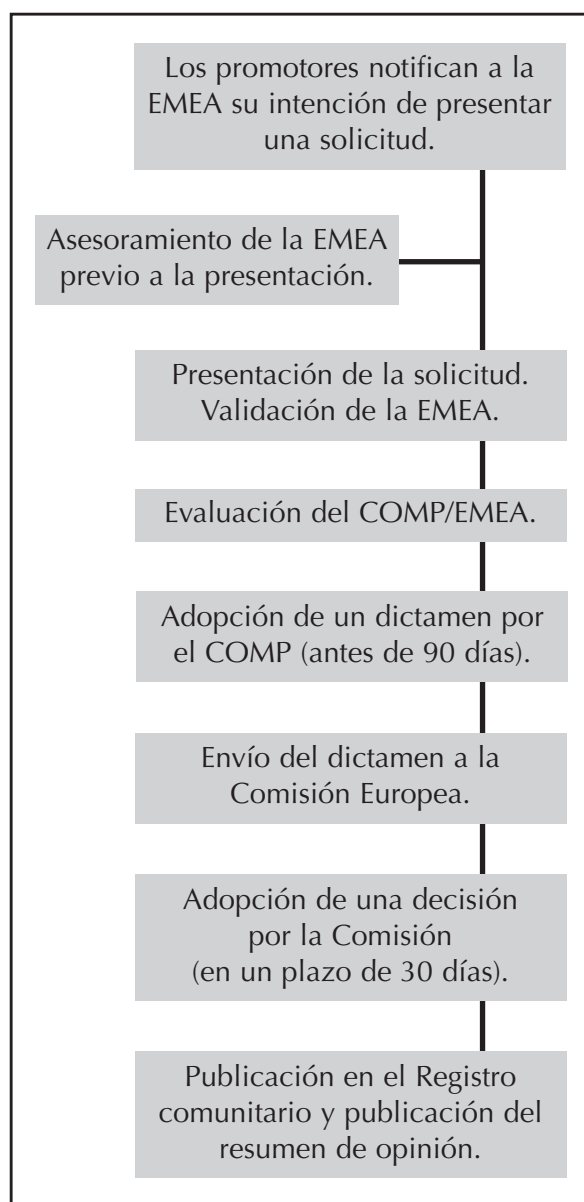 Los promotores notifican a la
EMEA su intención de presentar
una solicitud.
Asesoramiento de la EMEA
previo a la presentación.
Presentación de la solicitud.
Validación de la EMEA.
Evaluación del COMP/EMEA.
Adopción de un dictamen por
el COMP (antes de 90 días).
Envío del dictamen a la
Comisión Europea.
Adopción de una decisión
por la Comisión
(en un plazo de 30 días).
Publicación en el Registro
comunitario y publicación del
resumen de opinión.